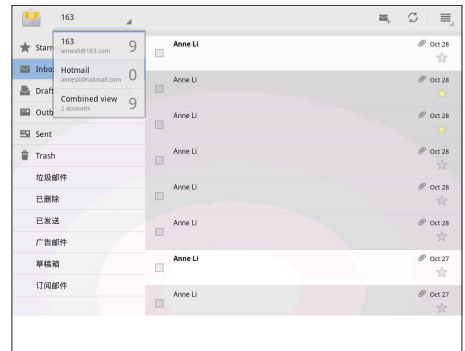 163
163
annesli@163.com
9
Hotmail
annesli@hotmail.com
0
Combined view
2 accounts
9
Starr
Inbo
Draft
Outb
Sent
Trash
垃圾邮件
已删除
已发送
广告邮件
草稿箱
订阅邮件
Anne Li
Oct 28
Anne Li
Oct 28
Anne Li
Oct 28
Anne Li
Oct 28
Anne Li
Oct 28
Anne Li
Oct 28
Anne Li
Oct 27
Anne Li
Oct 27